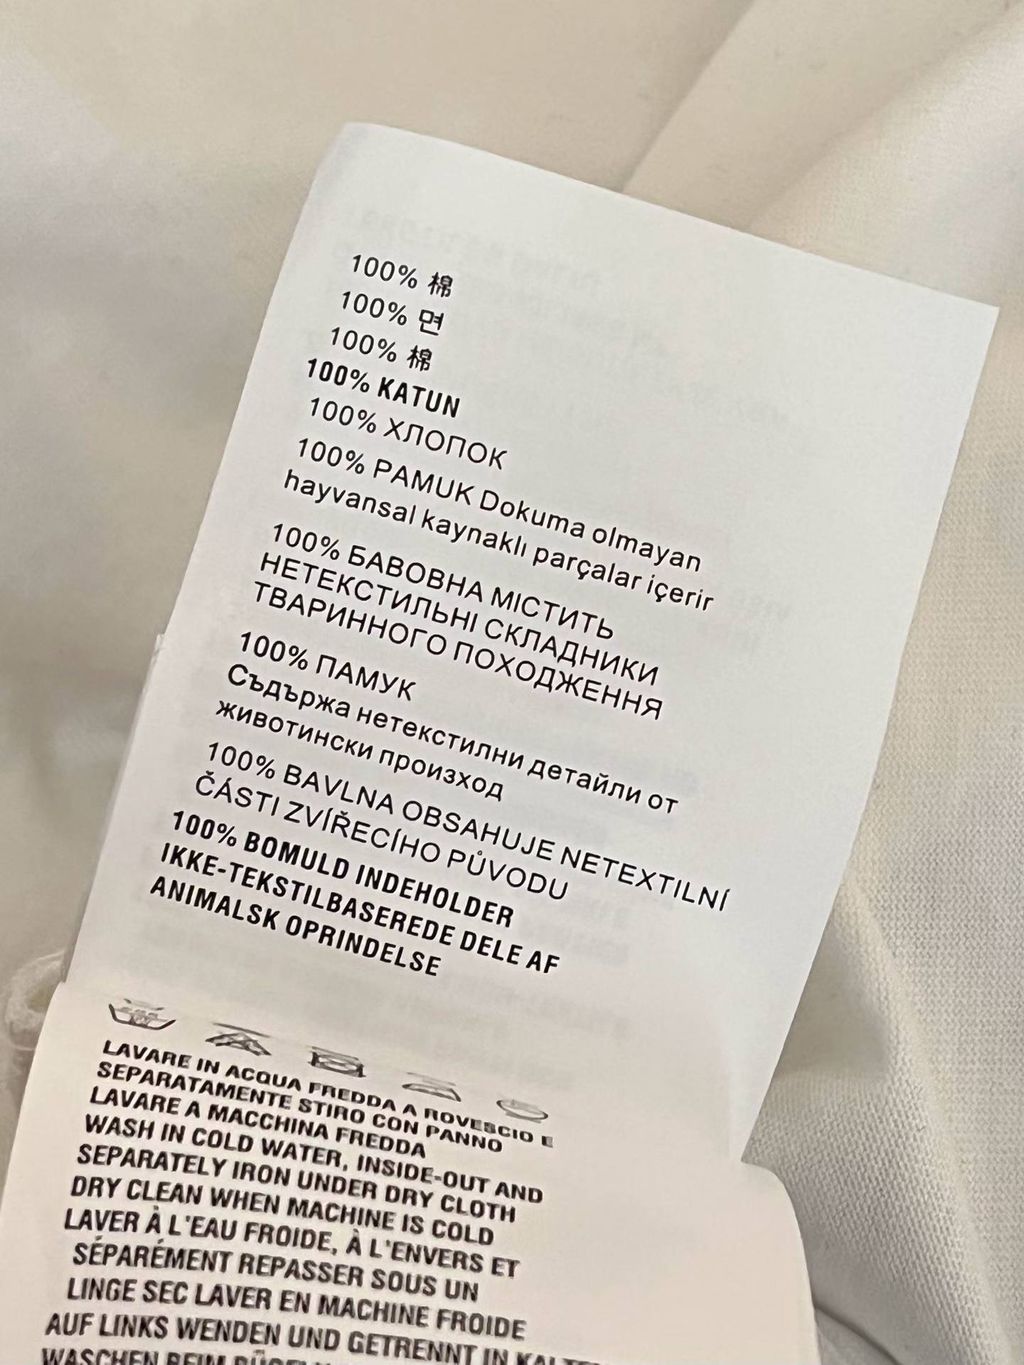 100% 棉
100% 면
100% 棉
100% KATUN
100% ХЛОПОК
100% PAMUK Dokuma olmayan
hayvansal kaynaklı parçalar içerir
100% БАВОВНА МІСТИТЬ
НЕТЕКСТИЛЬНІ СКЛАДНИКИ
ТВАРИННОГО ПОХОДЖЕННЯ
100% ПАМУК
Съдържа нетекстилни детайли от
животински произход
100% BAVLNA OBSAHUJE NETEXTILNÍ
ČÁSTI ZVÍŘECÍHO PŮVODU
100% BOMULD INDEHOLDER
IKKE-TEKSTILBASEREDE DELE AF
ANIMALSK OPRINDELSE
LAVARE IN ACQUA FREDDA A ROVESCIO E
SEPARATAMENTE STIRO CON PANNO
LAVARE A MACCHINA FREDDA
WASH IN COLD WATER, INSIDE-OUT AND
SEPARATELY IRON UNDER DRY CLOTH
DRY CLEAN WHEN MACHINE IS COLD
LAVER À L'EAU FROIDE, À L'ENVERS ET
SÉPARÉMENT REPASSER SOUS UN
LINGE SEC LAVER EN MACHINE FROIDE
AUF LINKS WENDEN UND GETRENNT IN
WASCHEN BEIM